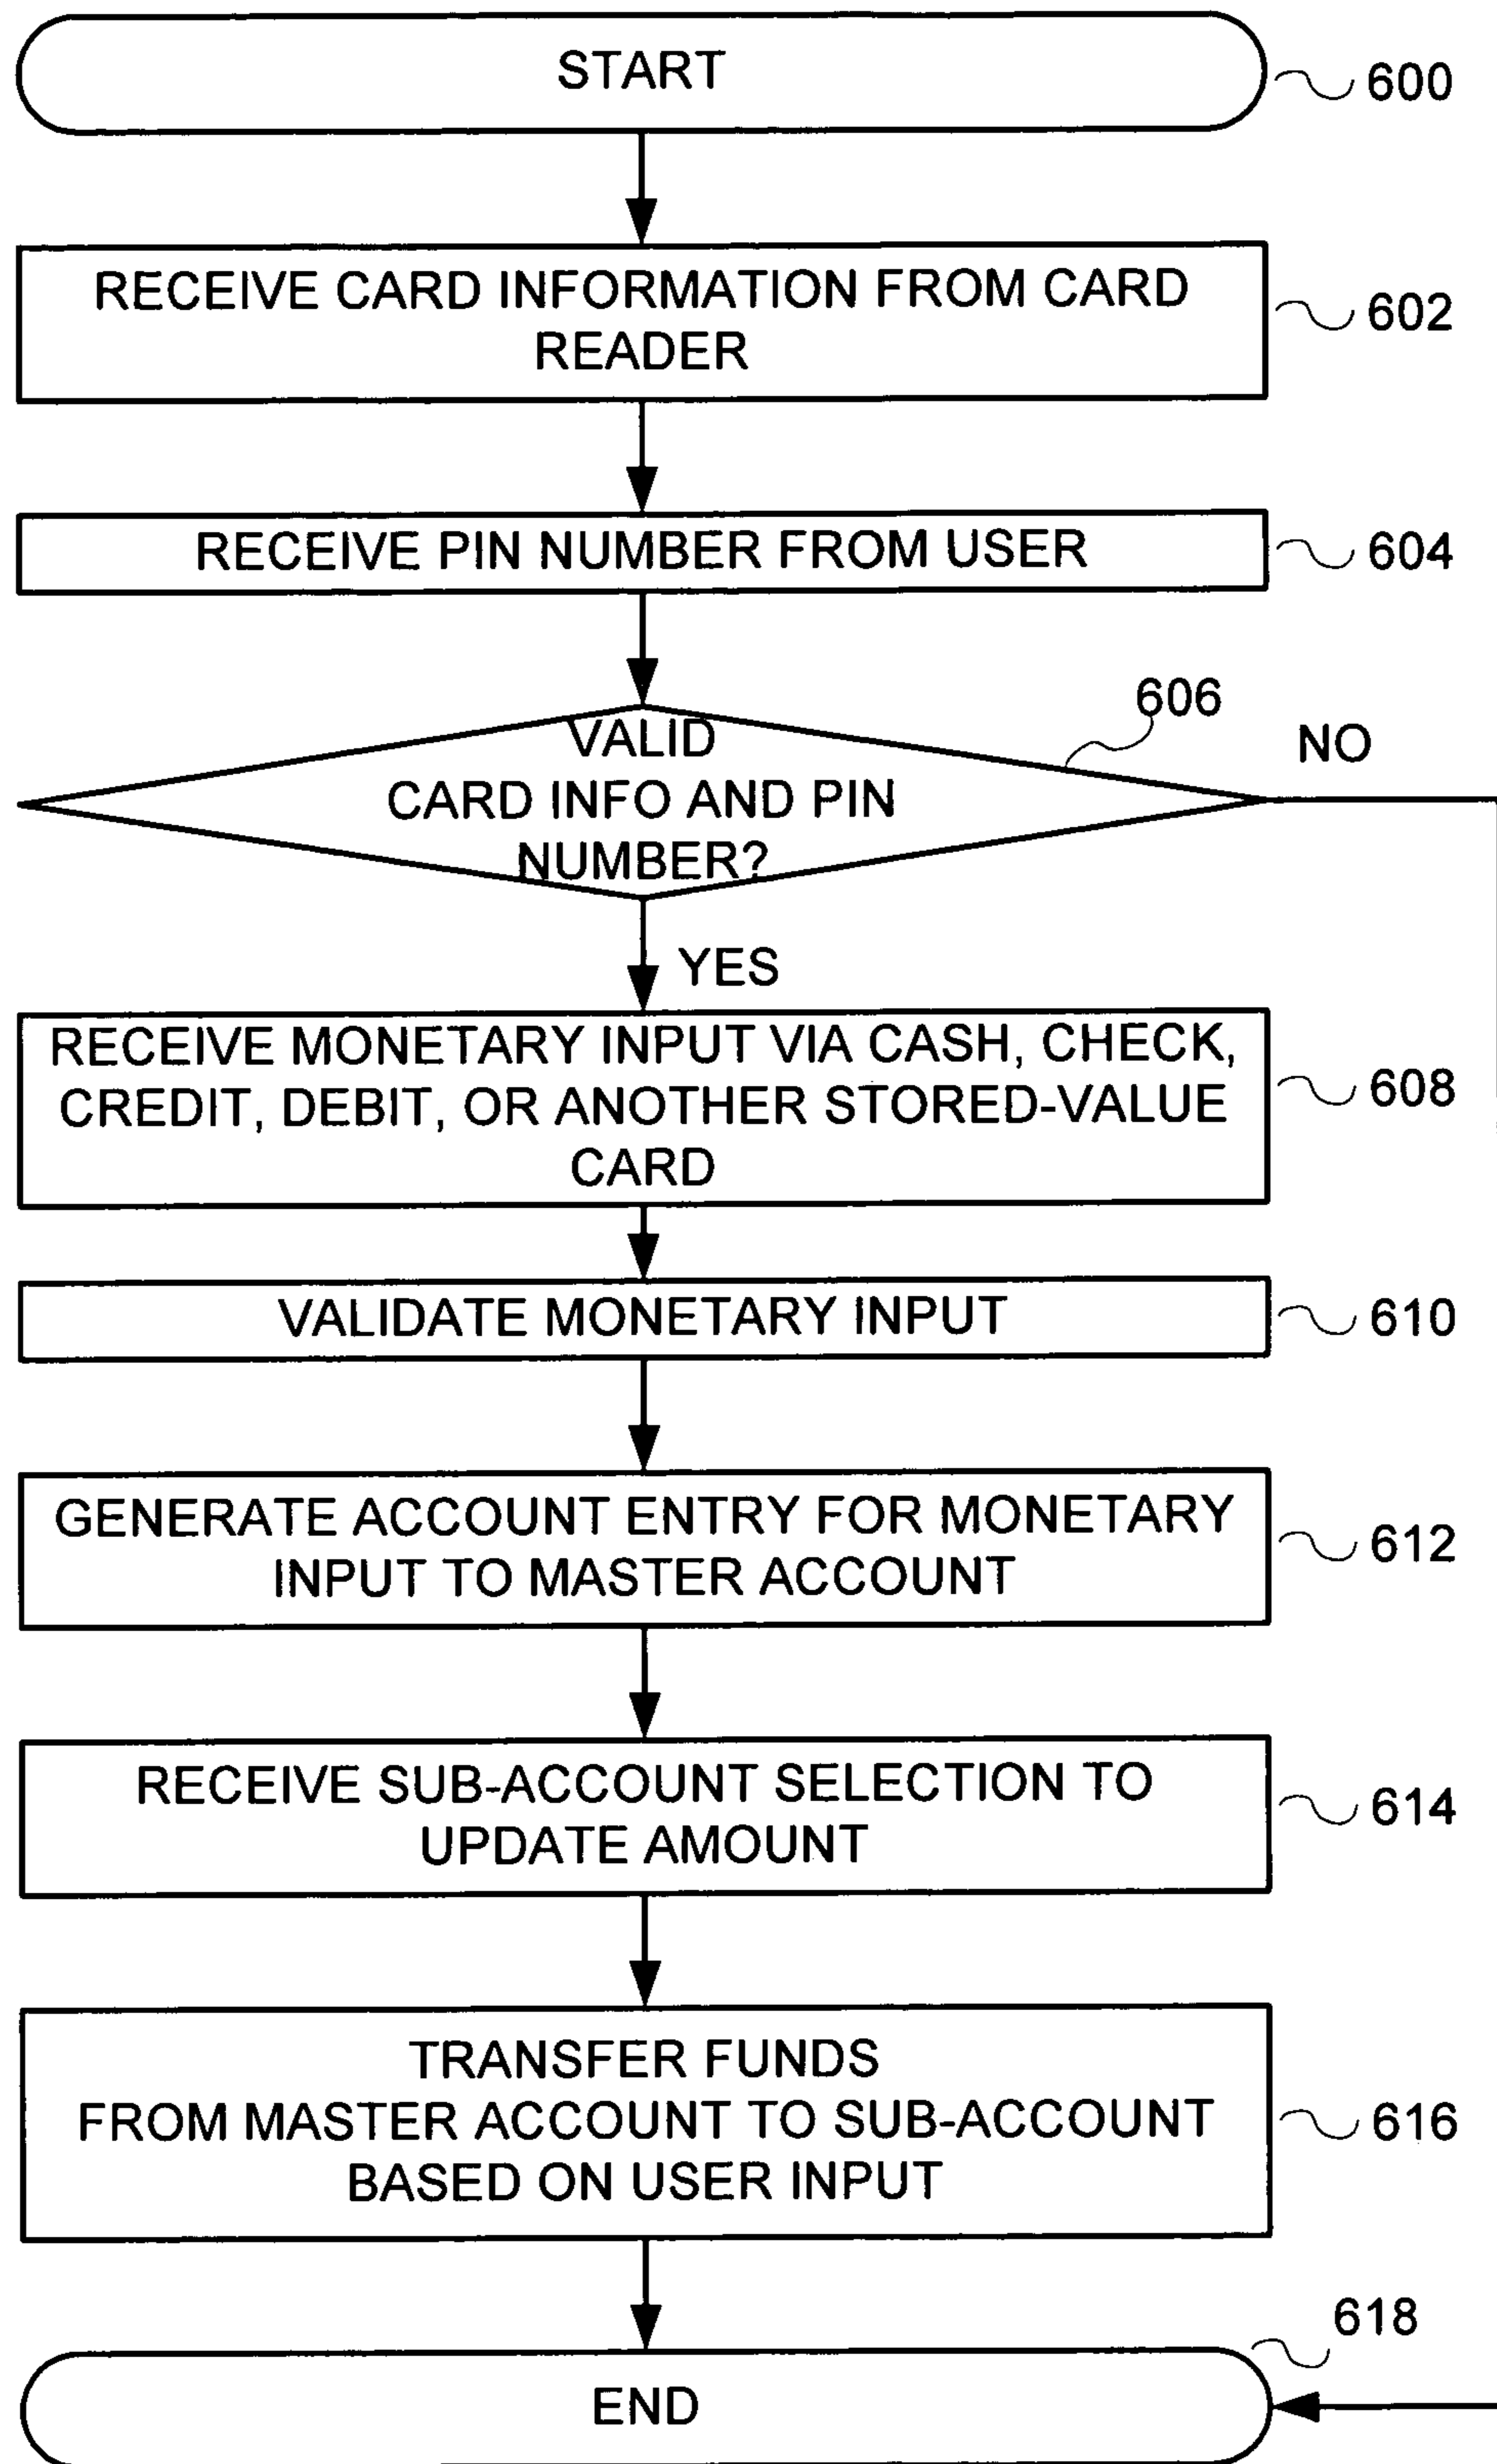 START
600
RECEIVE CARD INFORMATION FROM CARD
READER
602
RECEIVE PIN NUMBER FROM USER
604
606
NO
VALID
CARD INFO AND PIN
NUMBER?
YES
RECEIVE MONETARY INPUT VIA CASH, CHECK,
CREDIT, DEBIT, OR ANOTHER STORED-VALUE
CARD
608
VALIDATE MONETARY INPUT
610
GENERATE ACCOUNT ENTRY FOR MONETARY
INPUT TO MASTER ACCOUNT
612
RECEIVE SUB-ACCOUNT SELECTION TO
UPDATE AMOUNT
614
TRANSFER FUNDS
FROM MASTER ACCOUNT TO SUB-ACCOUNT
BASED ON USER INPUT
616
618
END